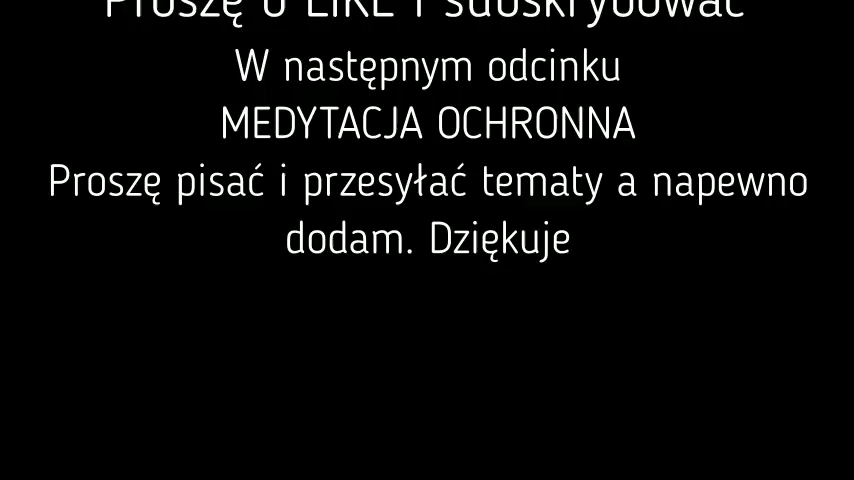 Proszę o LIKE i subskrybować
W następnym odcinku
MEDYTACJA OCHRONNA
Proszę pisać i przesyłać tematy a napewno
dodam. Dziękuje